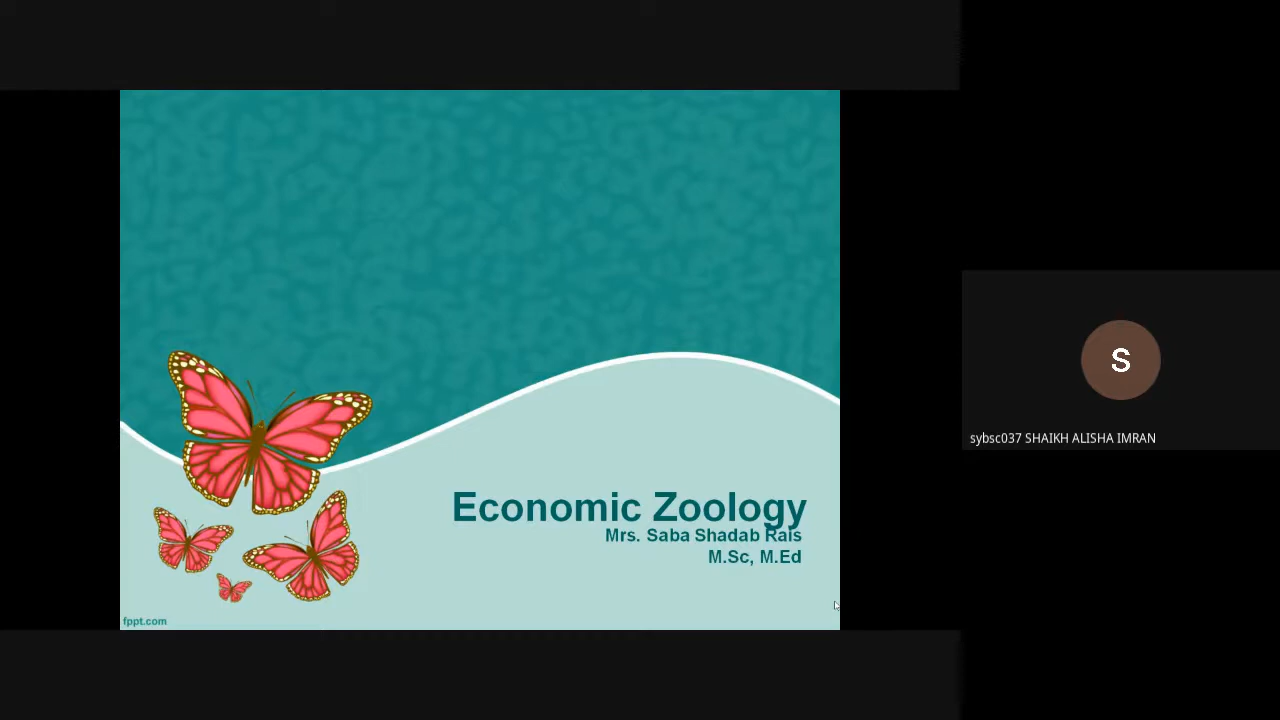 Economic Zoology
Mrs. Saba Shadab Rais
M.Sc, M.Ed
fppt.com
S
sybsc037 SHAIKH ALISHA IMRAN